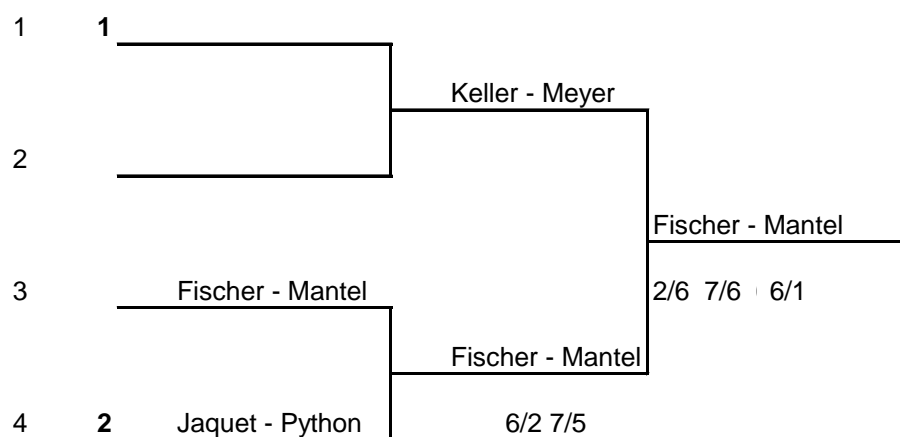 1 1
Keller - Meyer
2
Fischer - Mantel
3 Fischer - Mantel 2/6 7/6 6/1
Fischer - Mantel
4 2 Jaquet - Python 6/2 7/5